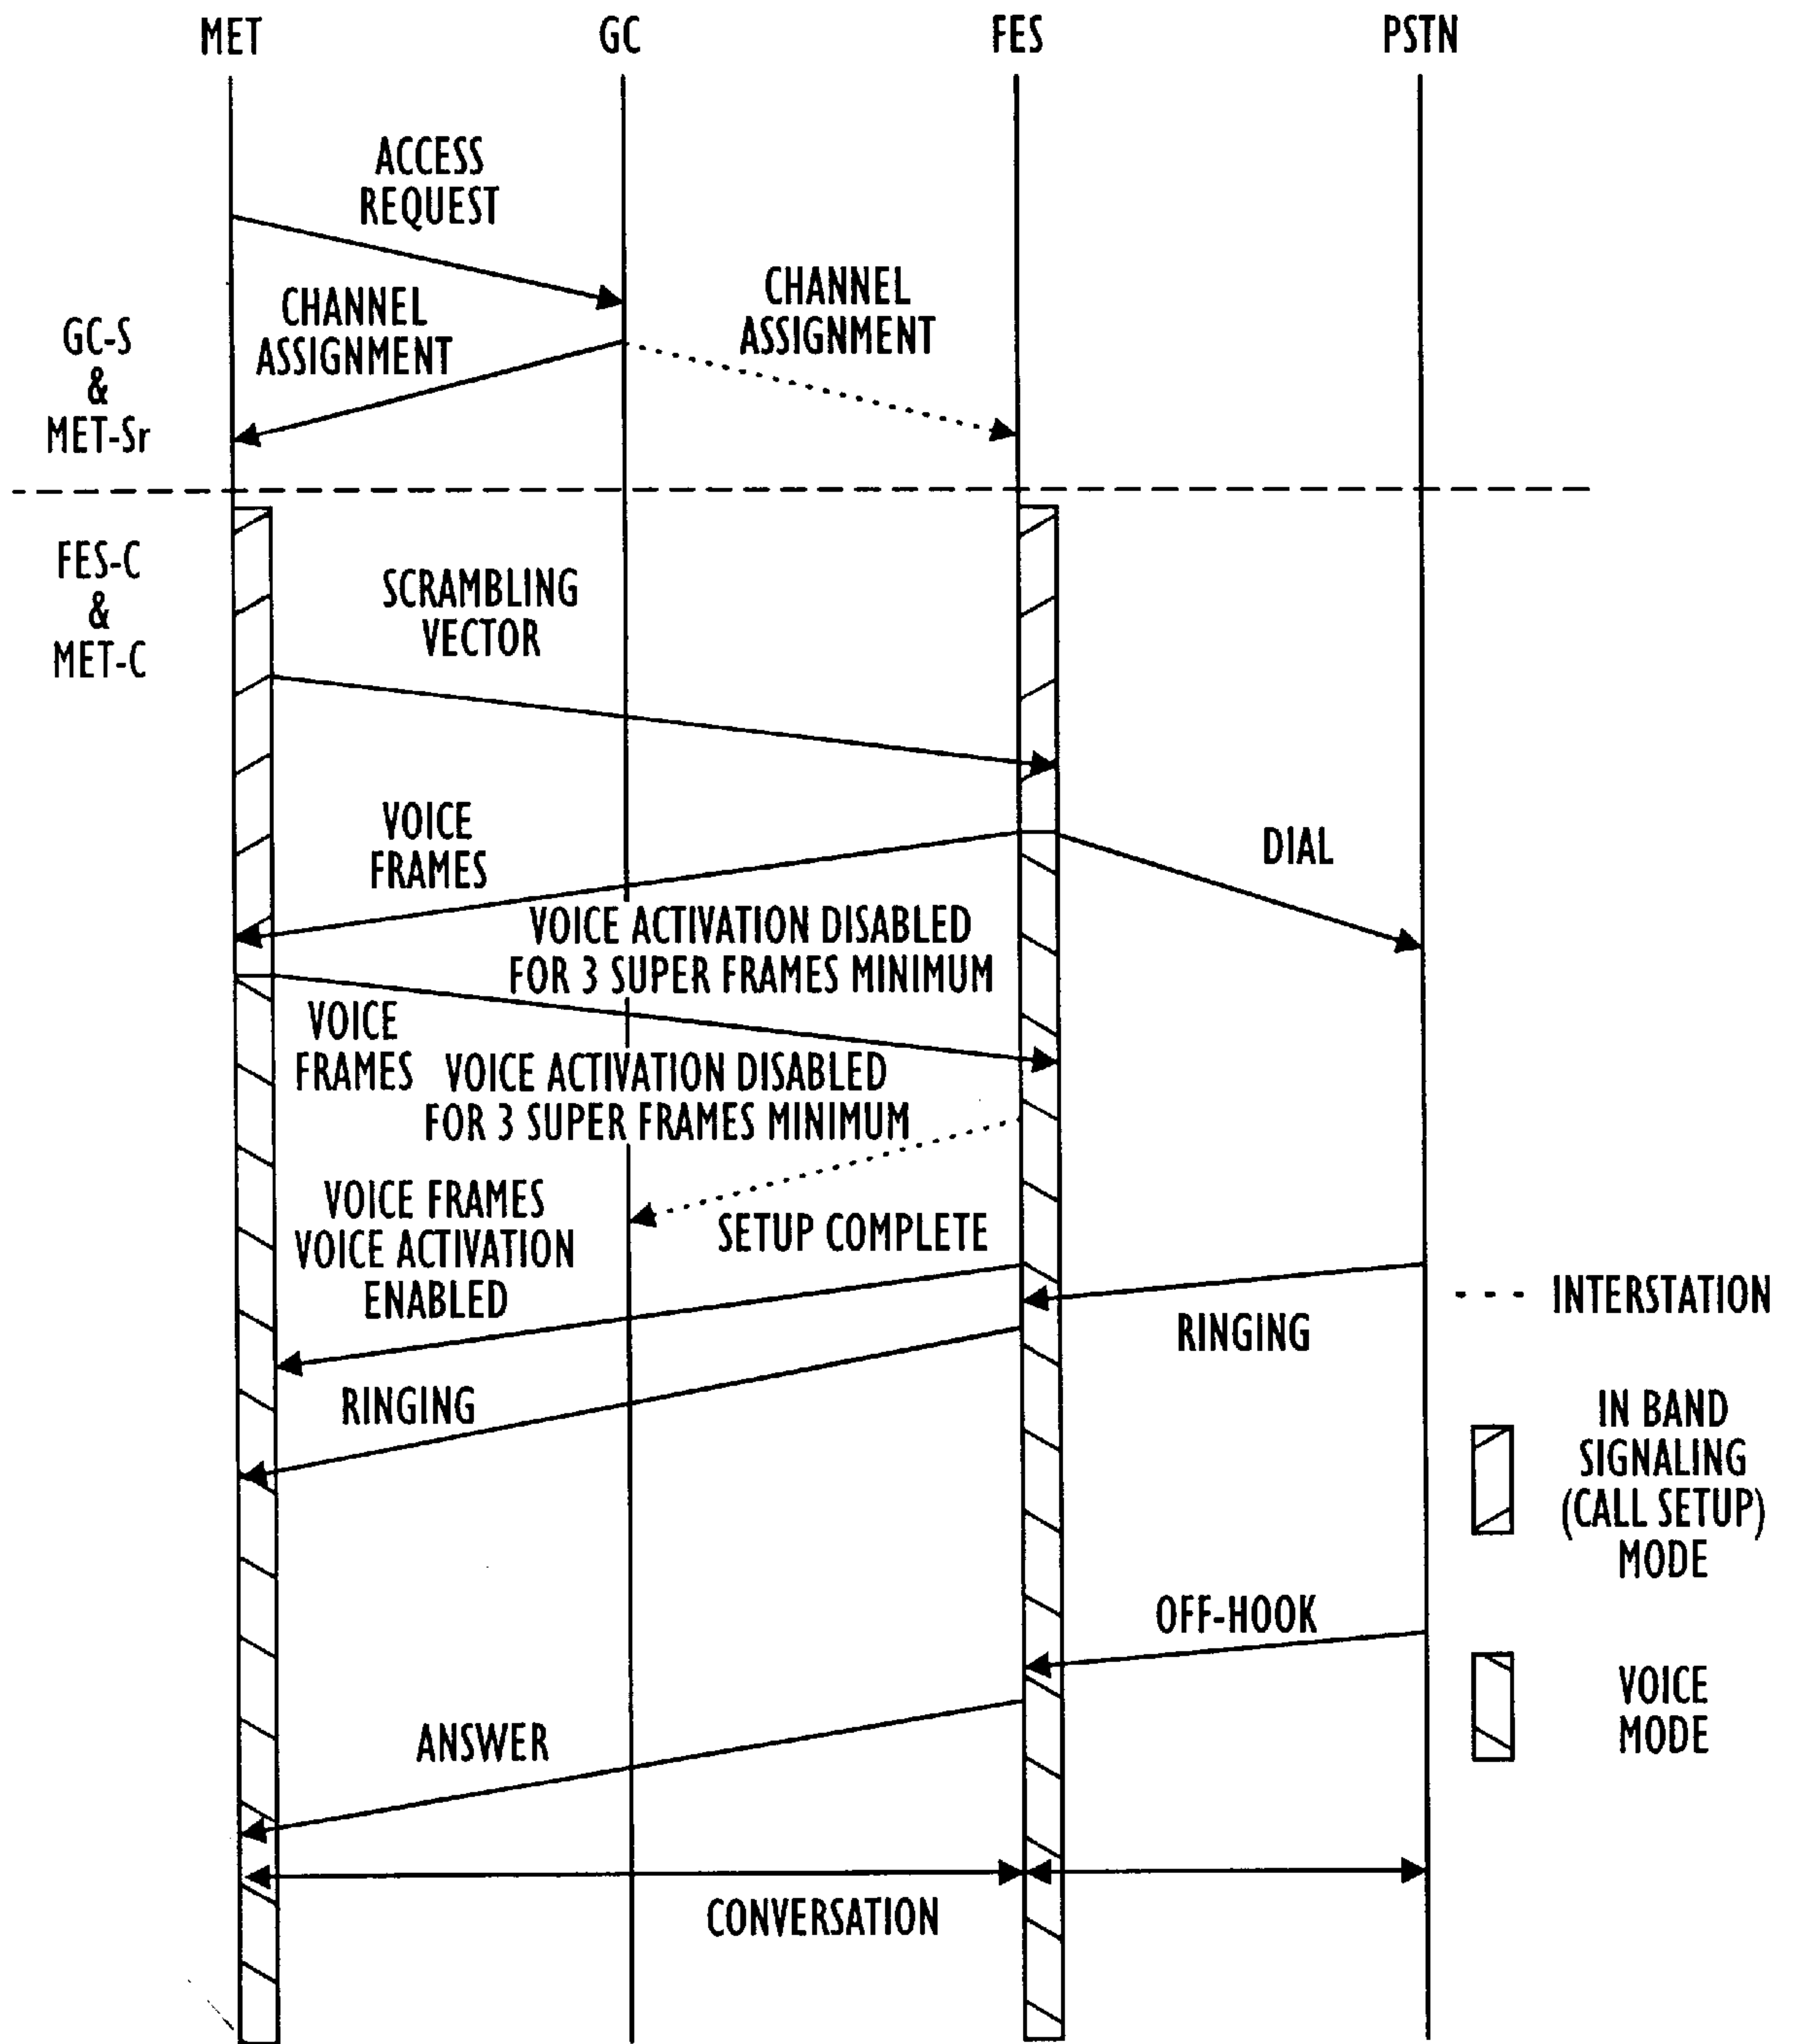 MET
GC
FES
PSTN
ACCESS
REQUEST
CHANNEL
ASSIGNMENT
CHANNEL
ASSIGNMENT
GC-S
&
MET-Sr
FES-C
&
MET-C
SCRAMBLING
VECTOR
VOICE
FRAMES
DIAL
VOICE ACTIVATION DISABLED
FOR 3 SUPER FRAMES MINIMUM
VOICE
FRAMES
VOICE ACTIVATION DISABLED
FOR 3 SUPER FRAMES MINIMUM
VOICE FRAMES
VOICE ACTIVATION
ENABLED
SETUP COMPLETE
INTERSTATION
RINGING
RINGING
IN BAND
SIGNALING
(CALL SETUP)
MODE
OFF-HOOK
VOICE
MODE
ANSWER
CONVERSATION